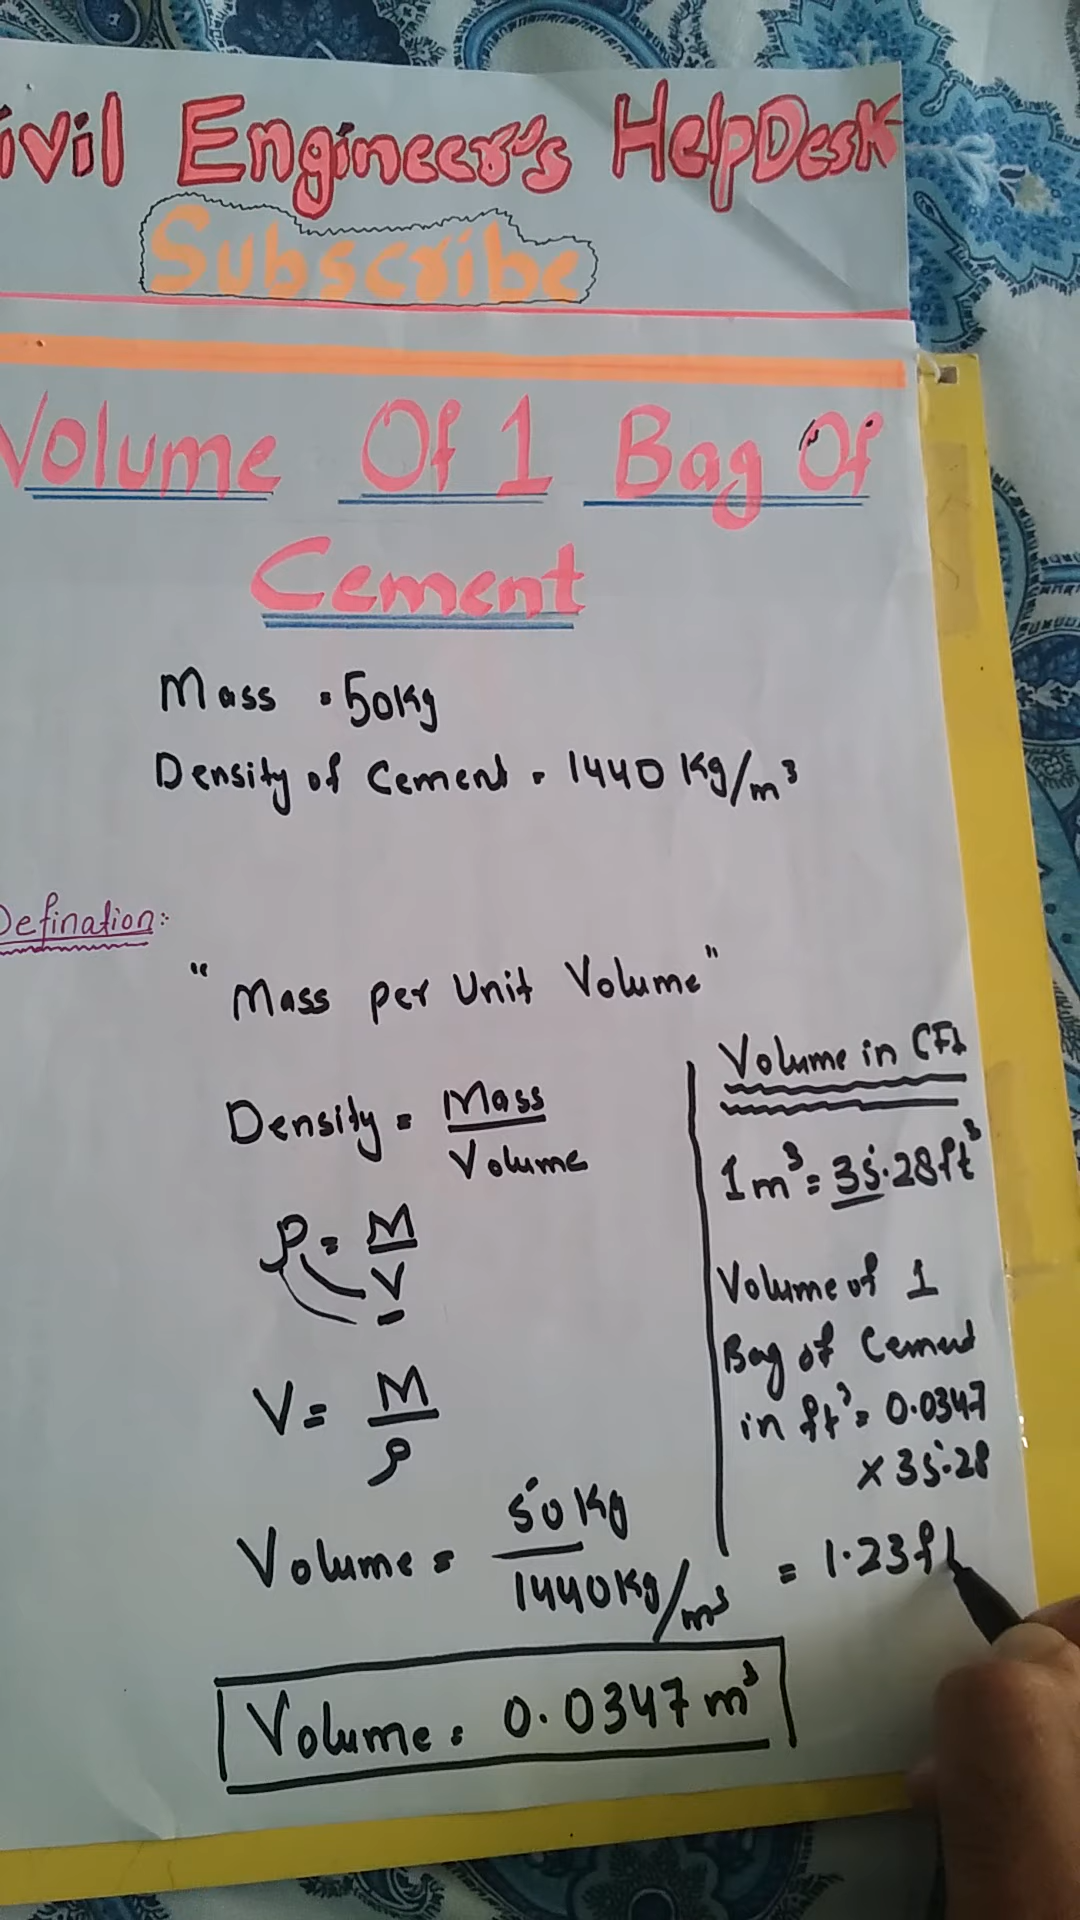 ivil Engineer's HelpDesk
Subscribe
Volume Of 1 Bag Of
Cement
Mass = 50Kg
Density of Cement = 1440 Kg/m³
Defination:
"Mass per Unit Volume"
Density = Mass
Volume
ρ = M
V
V = M
ρ
Volume = 50 Kg
1440Kg/m³
Volume = 0.0347 m³
Volume in CFt
1m³ = 35.28ft³
Volume of 1
Bag of Cement
in ft³ = 0.0347
x 35.28
= 1.23ft